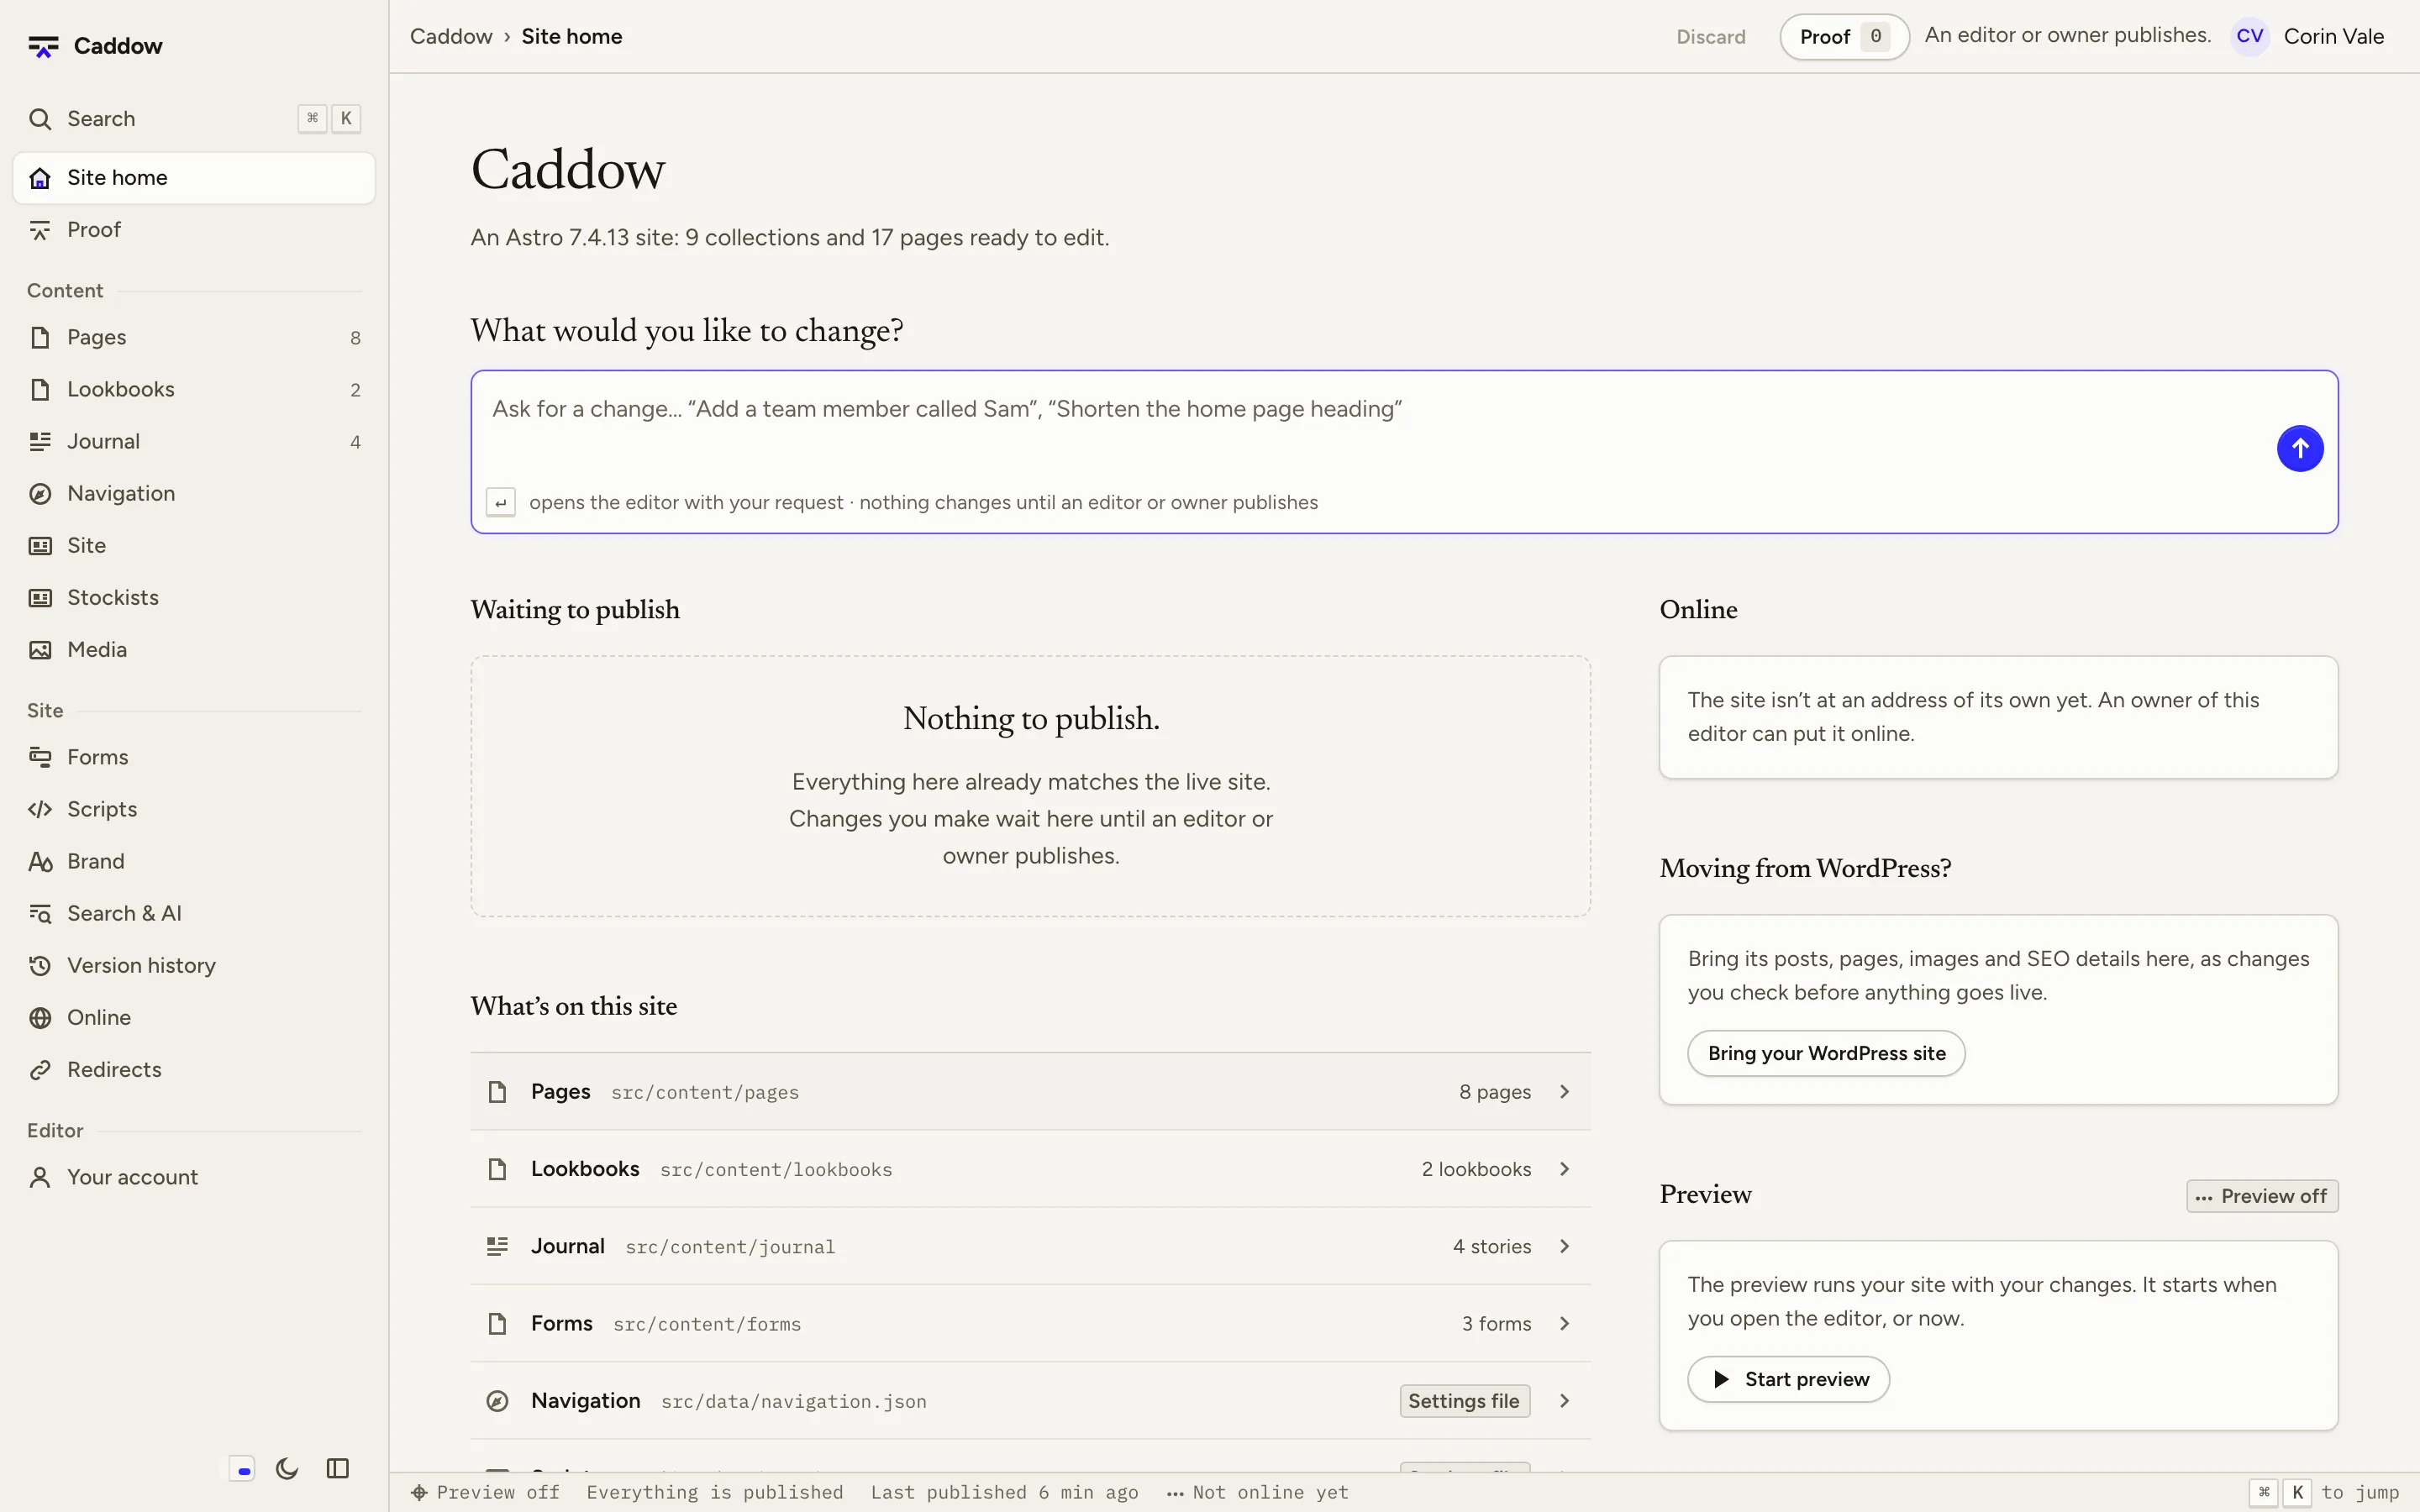 Caddow
Search ⌘ K
Site home
Proof
Content
Pages 8
Lookbooks 2
Journal 4
Navigation
Site
Stockists
Media
Site
Forms
Scripts
Brand
Search & AI
Version history
Online
Redirects
Editor
Your account
Caddow › Site home
Discard
Proof 0
An editor or owner publishes.
CV Corin Vale
Caddow
An Astro 7.4.13 site: 9 collections and 17 pages ready to edit.
What would you like to change?
Ask for a change… “Add a team member called Sam”, “Shorten the home page heading”
↵ opens the editor with your request · nothing changes until an editor or owner publishes
Waiting to publish
Nothing to publish.
Everything here already matches the live site.
Changes you make wait here until an editor or
owner publishes.
What’s on this site
Pages src/content/pages 8 pages
Lookbooks src/content/lookbooks 2 lookbooks
Journal src/content/journal 4 stories
Forms src/content/forms 3 forms
Navigation src/data/navigation.json Settings file
Online
The site isn’t at an address of its own yet. An owner of this
editor can put it online.
Moving from WordPress?
Bring its posts, pages, images and SEO details here, as changes
you check before anything goes live.
Bring your WordPress site
Preview
Preview off
The preview runs your site with your changes. It starts when
you open the editor, or now.
Start preview
Preview off Everything is published Last published 6 min ago Not online yet
⌘ K to jump